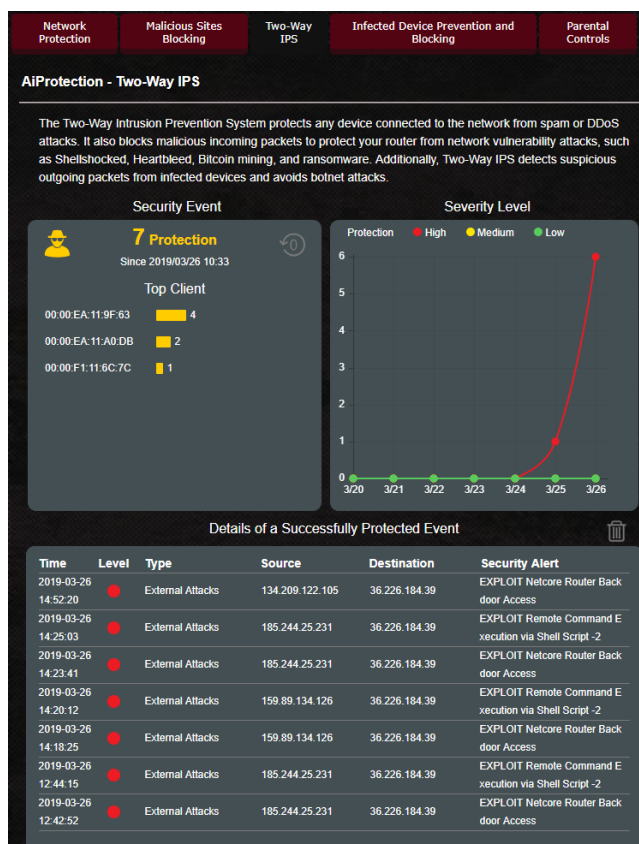 Network Protection
Malicious Sites Blocking
Two-Way IPS
Infected Device Prevention and Blocking
Parental Controls
AiProtection - Two-Way IPS
The Two-Way Intrusion Prevention System protects any device connected to the network from spam or DDoS
attacks. It also blocks malicious incoming packets to protect your router from network vulnerability attacks, such
as Shellshocked, Heartbleed, Bitcoin mining, and ransomware. Additionally, Two-Way IPS detects suspicious
outgoing packets from infected devices and avoids botnet attacks.
Security Event
7 Protection
0
Since 2019/03/26 10:33
Top Client
00:00:EA:11:9F:63 4
00:00:EA:11:A0:DB 2
00:00:F1:11:6C:7C 1
Severity Level
Protection High Medium Low
6
5
4
3
2
1
0
3/20 3/21 3/22 3/23 3/24 3/25 3/26
Details of a Successfully Protected Event
Time Level Type Source Destination Security Alert
2019-03-26 EXPLOIT Netcore Router Back
External Attacks 134.209.122.105 36.226.184.39
14:52:20 door Access
2019-03-26 EXPLOIT Remote Command E
External Attacks 185.244.25.231 36.226.184.39
14:25:03 xecution via Shell Script -2
2019-03-26 EXPLOIT Netcore Router Back
External Attacks 185.244.25.231 36.226.184.39
14:23:41 door Access
2019-03-26 EXPLOIT Remote Command E
External Attacks 159.89.134.126 36.226.184.39
14:20:12 xecution via Shell Script -2
2019-03-26 EXPLOIT Netcore Router Back
External Attacks 159.89.134.126 36.226.184.39
14:18:25 door Access
2019-03-26 EXPLOIT Remote Command E
External Attacks 185.244.25.231 36.226.184.39
12:44:15 xecution via Shell Script -2
2019-03-26 EXPLOIT Netcore Router Back
External Attacks 185.244.25.231 36.226.184.39
12:42:52 door Access